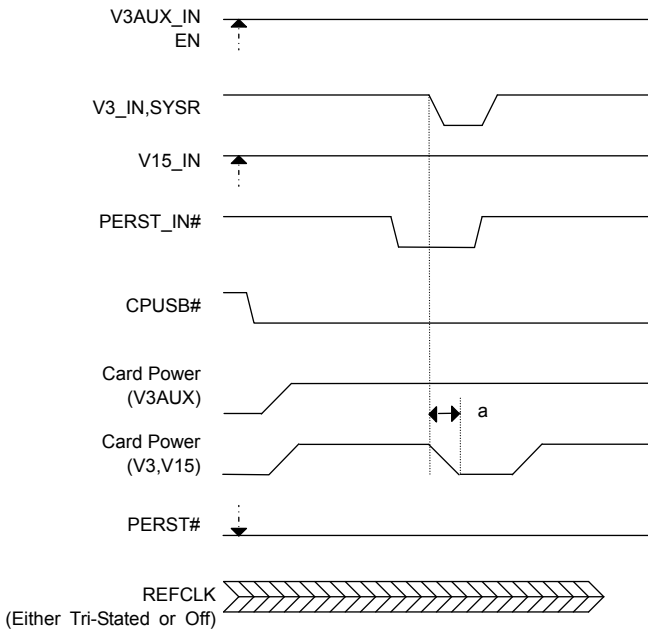 V3AUX_IN
EN
V3_IN,SYSR
V15_IN
PERST_IN#
CPUSB#
Card Power
(V3AUX)
a
Card Power
(V3,V15)
PERST#
REFCLK
(Either Tri-Stated or Off)